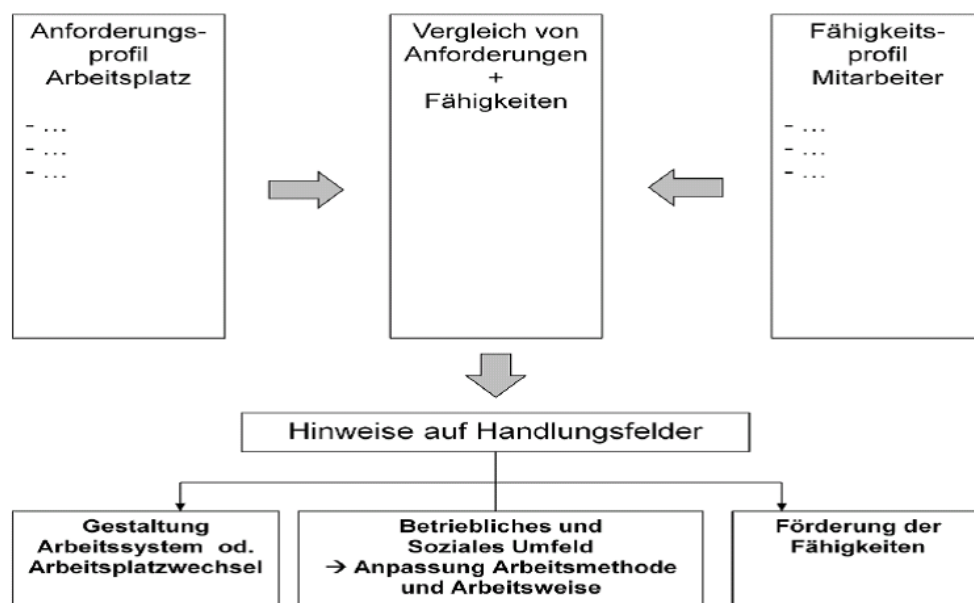 Anforderungs-
profil
Arbeitsplatz
- ...
- ...
- ...
Vergleich von
Anforderungen
+
Fähigkeiten
Fähigkeits-
profil
Mitarbeiter
- ...
- ...
- ...
Hinweise auf Handlungsfelder
Gestaltung
Arbeitssystem od.
Arbeitsplatzwechsel
Betriebliches und
Soziales Umfeld
→ Anpassung Arbeitsmethode
und Arbeitsweise
Förderung der
Fähigkeiten